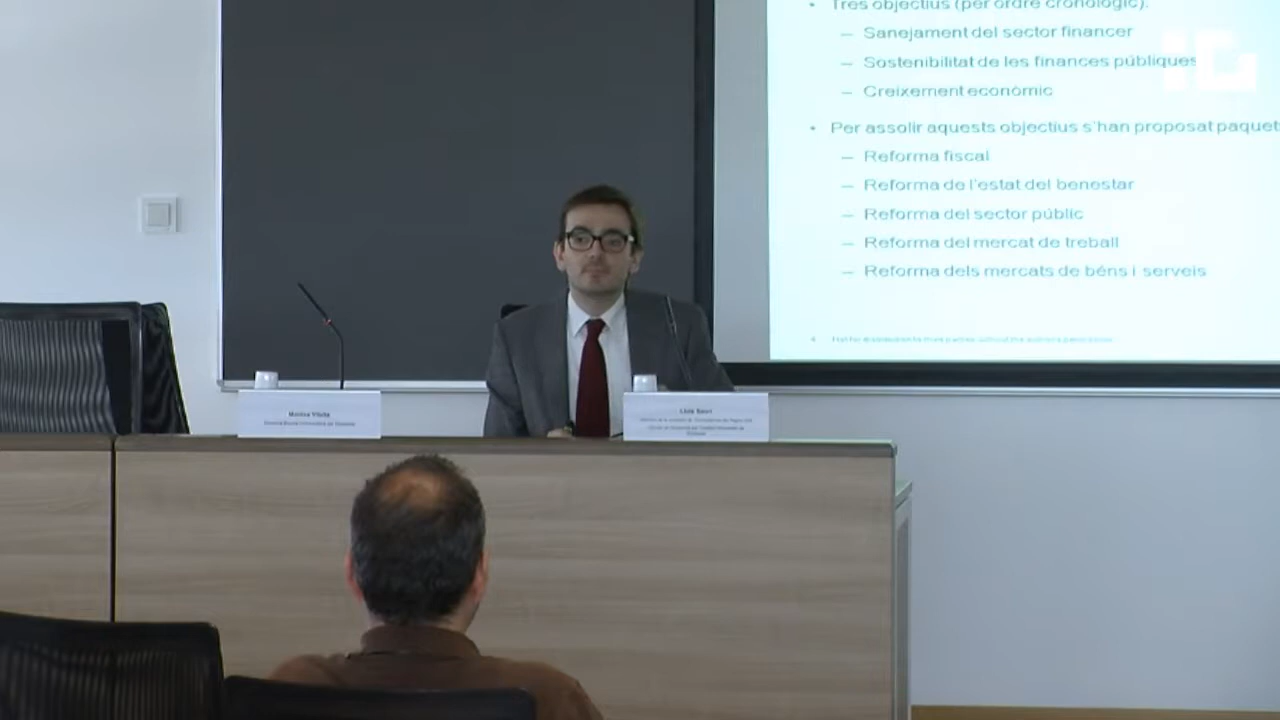 Tres objectius (per ordre cronològic):
– Sanejament del sector financer
– Sostenibilitat de les finances públiques
– Creixement econòmic
• Per assolir aquests objectius s'han proposat paquet
– Reforma fiscal
– Reforma de l'estat del benestar
– Reforma del sector públic
– Reforma del mercat de treball
– Reforma dels mercats de béns i serveis